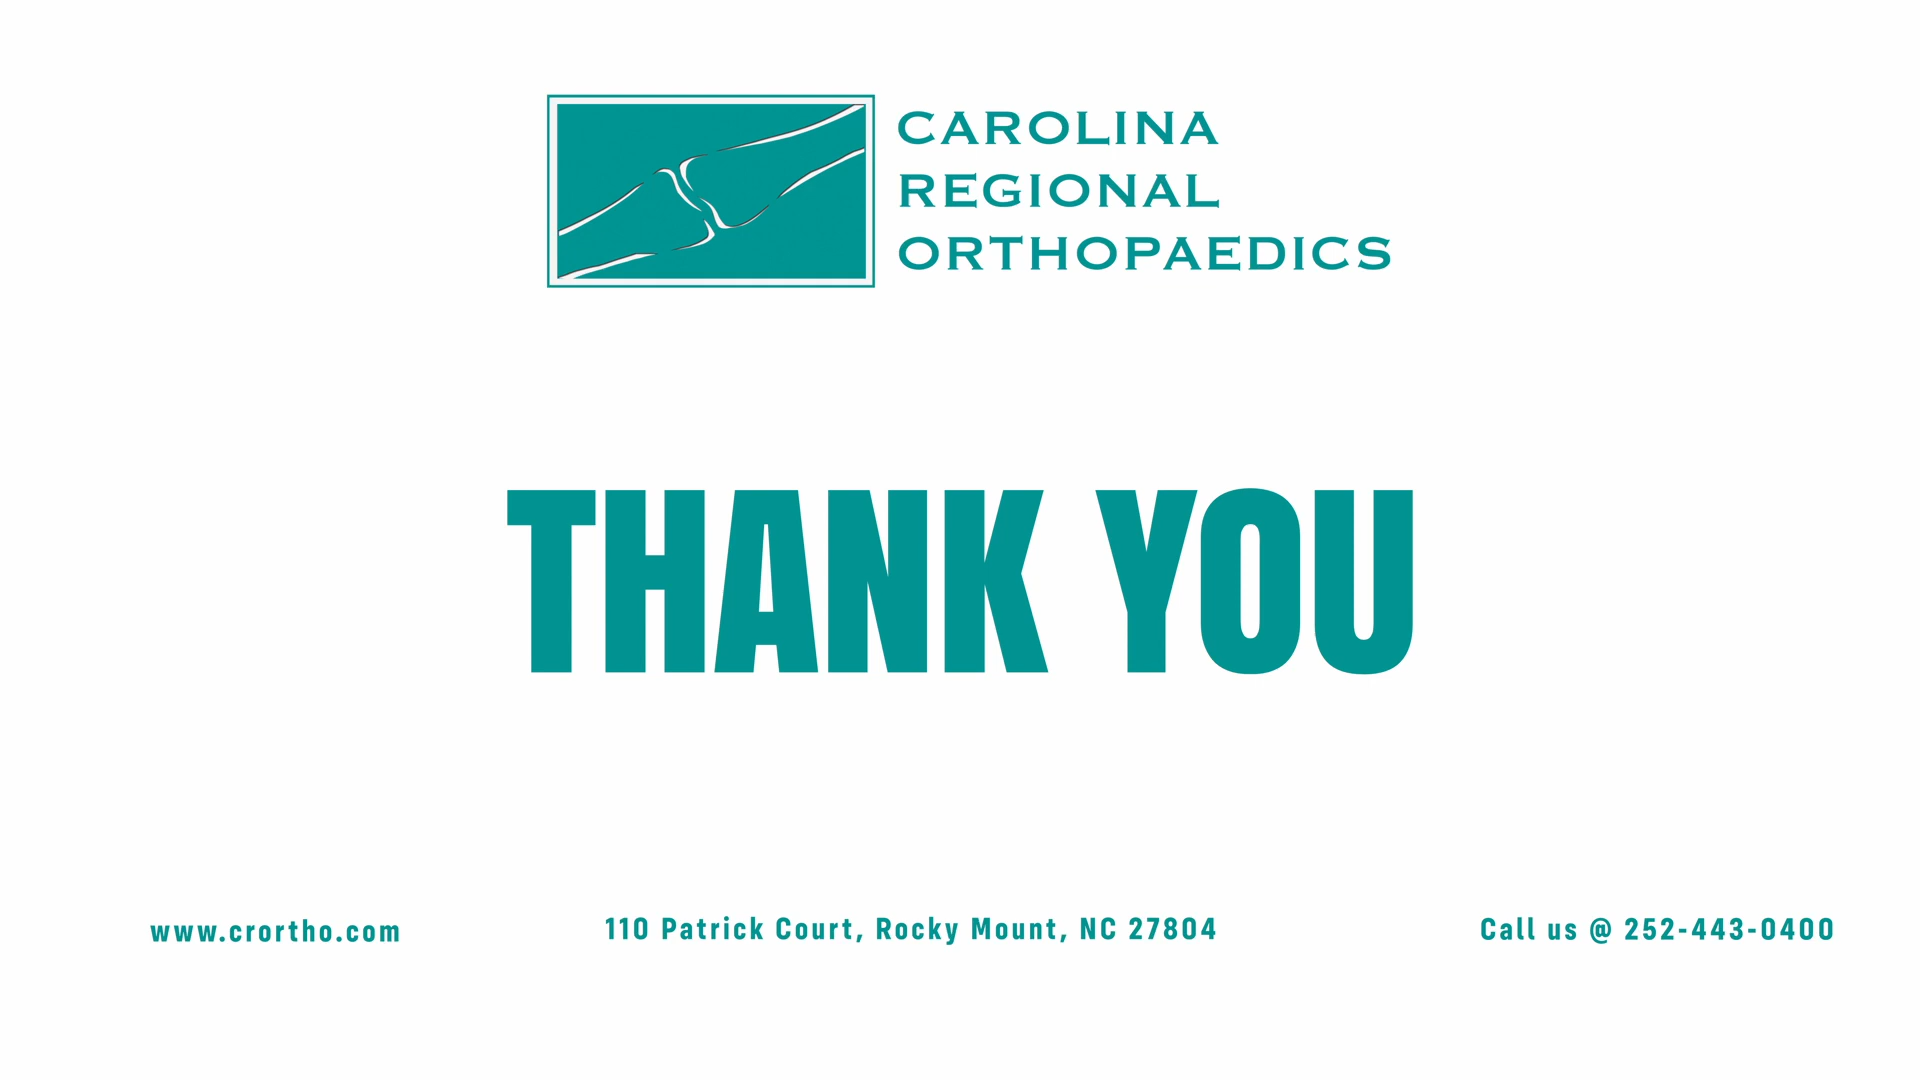 CAROLINA
REGIONAL
ORTHOPAEDICS
THANK YOU
www.crortho.com
110 Patrick Court, Rocky Mount, NC 27804
Call us @ 252-443-0400